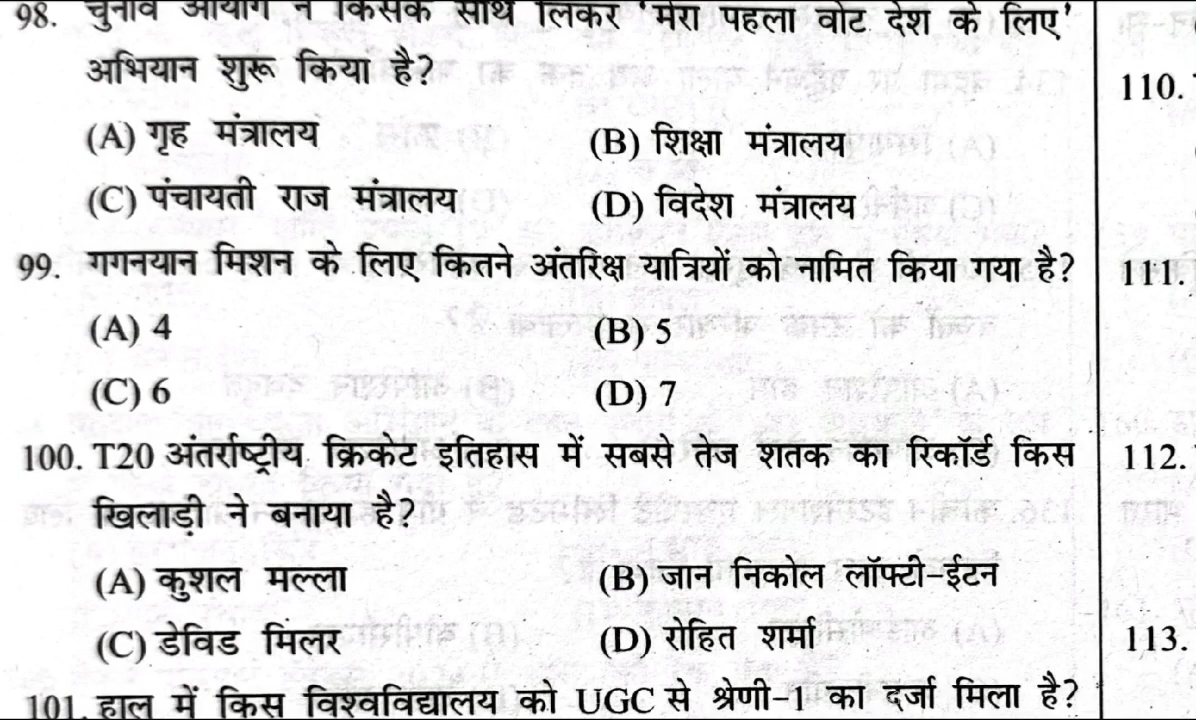 98. चुनाव आयोग ने किसके साथ लिकर 'मेरा पहला वोट देश के लिए'
अभियान शुरू किया है?
(A) गृह मंत्रालय (B) शिक्षा मंत्रालय
(C) पंचायती राज मंत्रालय (D) विदेश मंत्रालय
99. गगनयान मिशन के लिए कितने अंतरिक्ष यात्रियों को नामित किया गया है?
(A) 4 (B) 5
(C) 6 (D) 7
100. T20 अंतर्राष्ट्रीय क्रिकेट इतिहास में सबसे तेज शतक का रिकॉर्ड किस
खिलाड़ी ने बनाया है?
(A) कुशल मल्ला (B) जान निकोल लॉफ्टी-ईटन
(C) डेविड मिलर (D) रोहित शर्मा
101. हाल में किस विश्वविद्यालय को UGC से श्रेणी-1 का दर्जा मिला है?
110.
111.
112.
113.